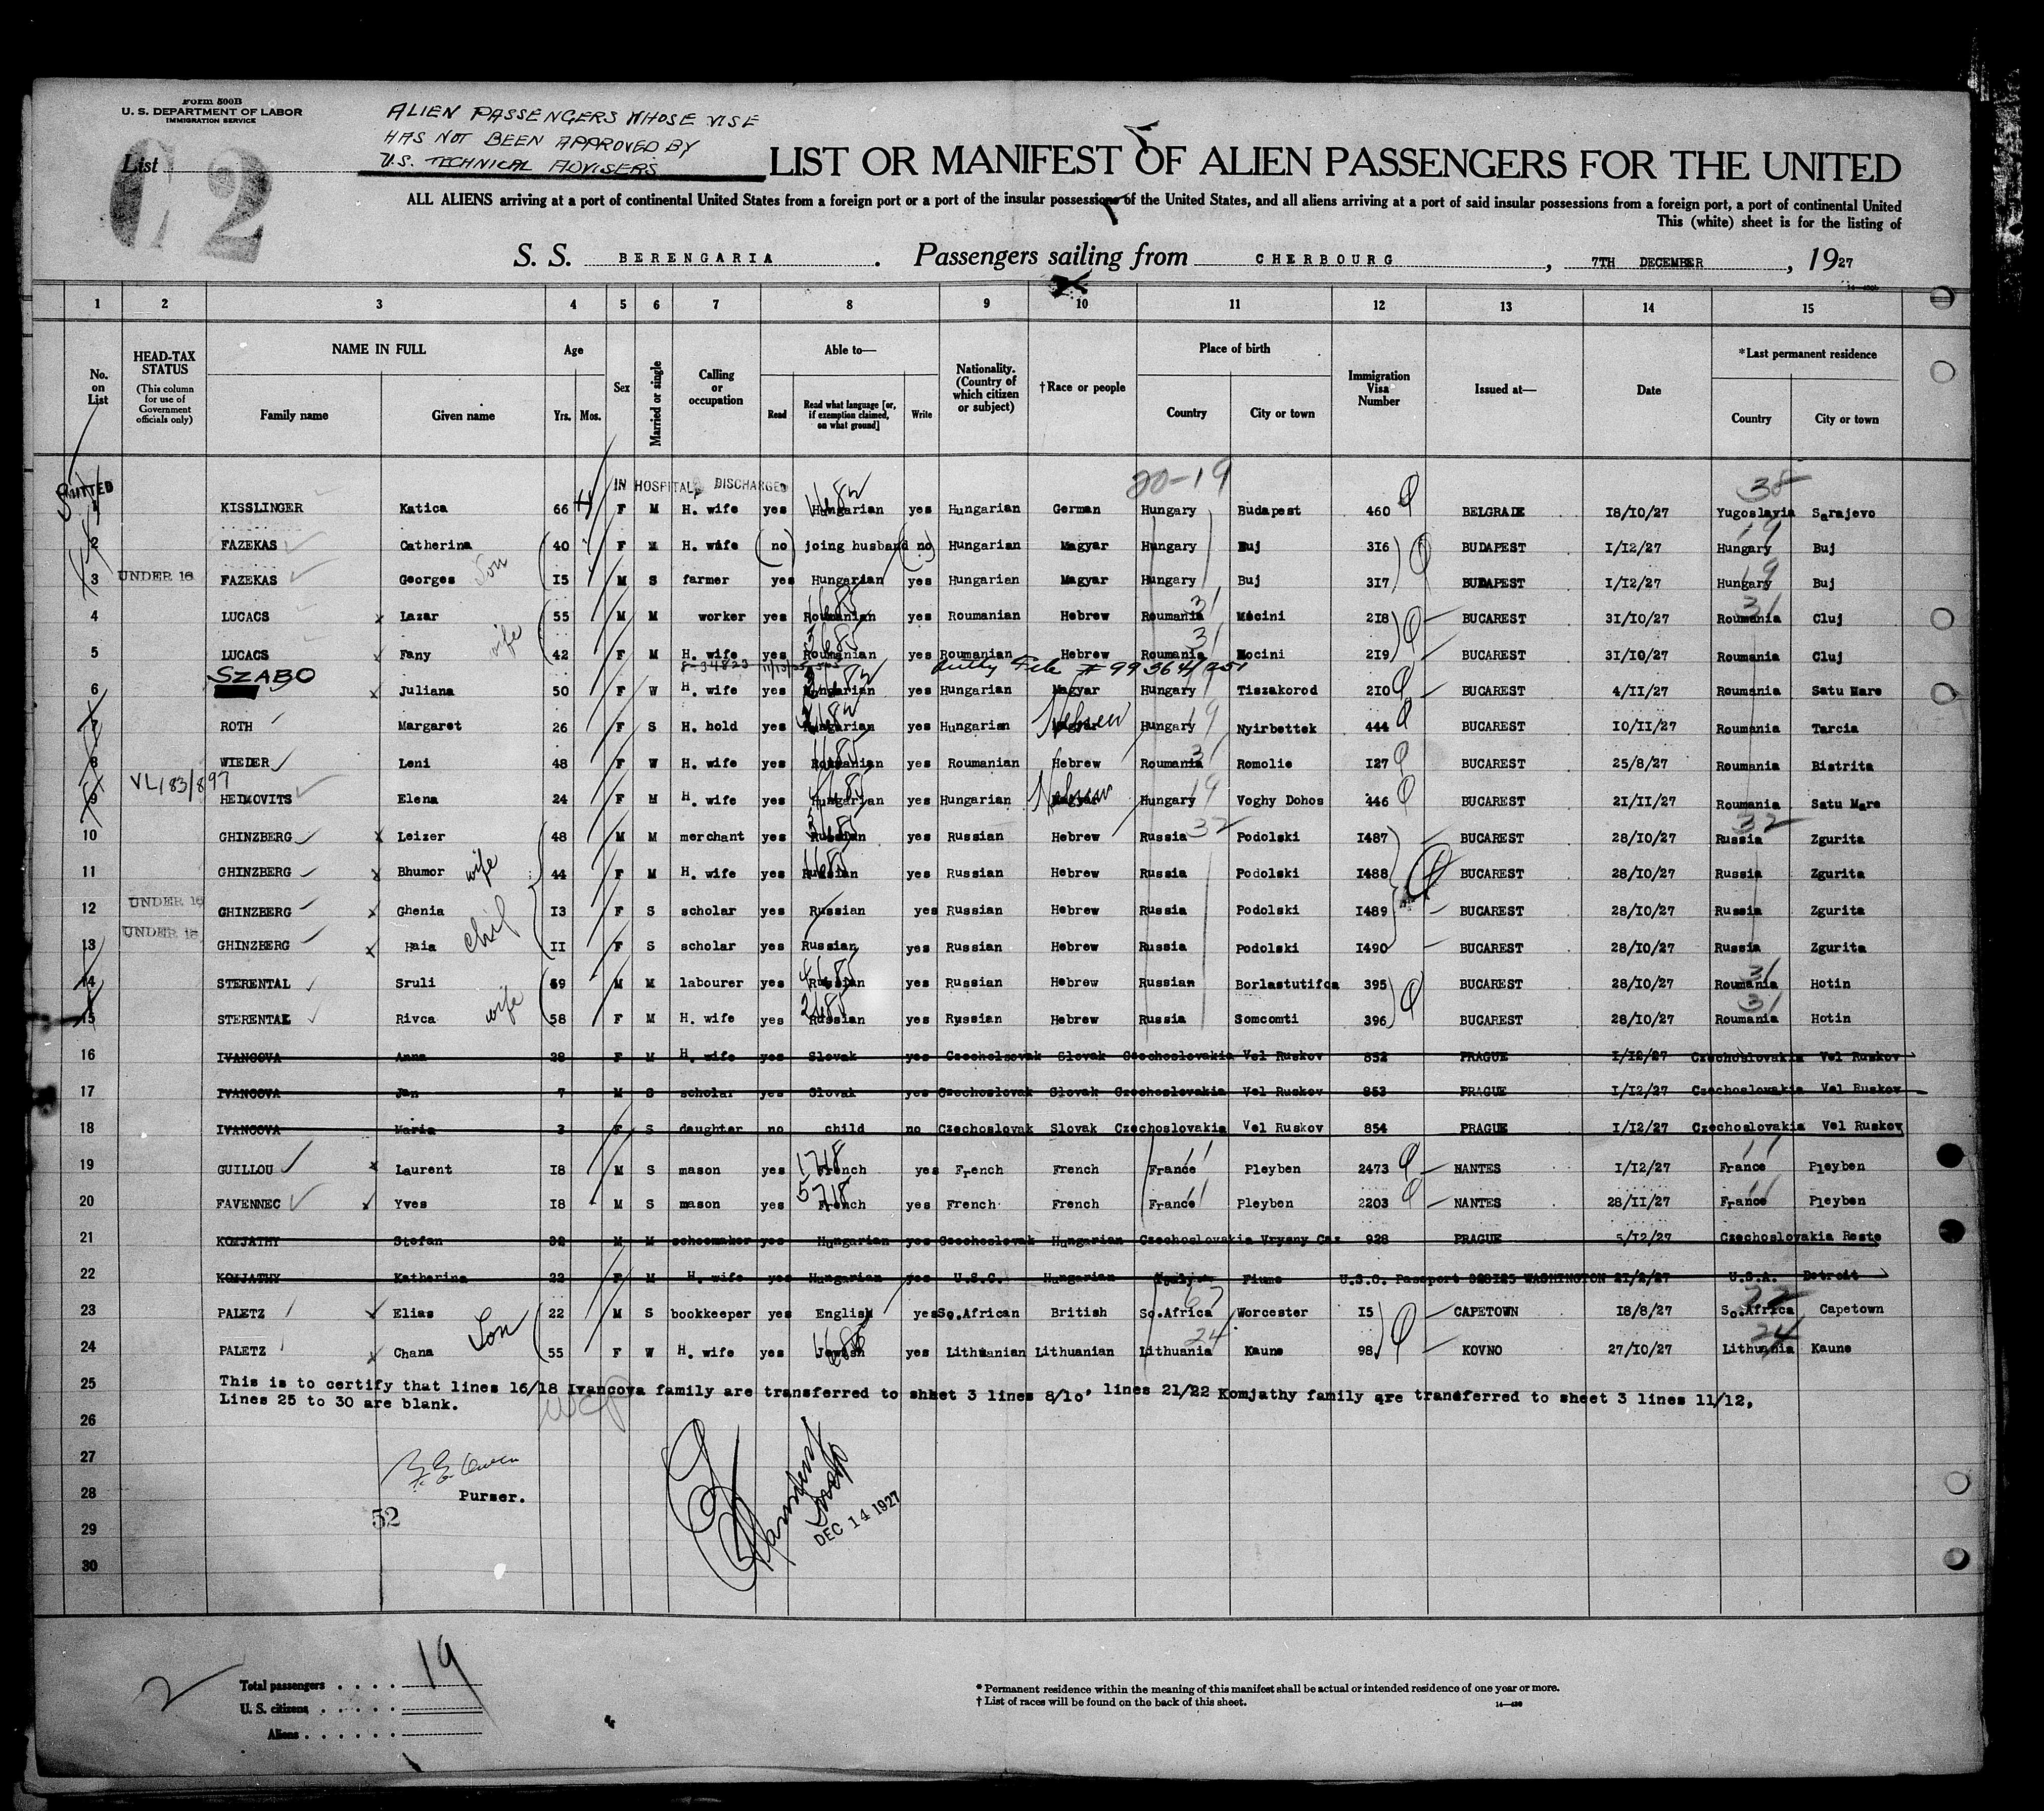 Form 500B
U. S. DEPARTMENT OF LABOR
IMMIGRATION SERVICE
ALIEN PASSENGERS WHOSE VISE
HAS NOT BEEN APPROVED BY
U.S. TECHNICAL ADVISERS
List
2
LIST OR MANIFEST OF ALIEN PASSENGERS FOR THE UNITED
ALL ALIENS arriving at a port of continental United States from a foreign port or a port of the insular possessions of the United States, and all aliens arriving at a port of said insular possessions from a foreign port, a port of continental United
This (white) sheet is for the listing of
S. S. BERENGARIA. Passengers sailing from CHERBOURG, 7TH DECEMBER, 1927
1 2 3 4 5 6 7 8 9 10 11 12 13 14 15
No. on List
HEAD-TAX STATUS (This column for use of Government officials only)
NAME IN FULL Family name Given name
Age Yrs. Mos.
Sex
Married or single
Calling or occupation
Able to— Read Read what language [or, if exemption claimed, on what ground] Write
Nationality. (Country of which citizen or subject)
†Race or people
Place of birth Country City or town
Immigration Visa Number
Issued at—
Date
*Last permanent residence Country City or town
IN HOSPITAL DISCHARGED 20-19 38
KISSLINGER Katica 66 F M H. wife yes Hungarian yes Hungarian German Hungary Budapest 460 BELGRADE 18/10/27 Yugoslavia Sarajevo
2 FAZEKAS Catherina 40 F M H. wife (no) joing husband (no) Hungarian Magyar Hungary Buj 316 BUDAPEST 1/12/27 Hungary Buj
3 UNDER 16 FAZEKAS Georges Son 15 M S farmer yes Hungarian yes Hungarian Magyar Hungary Buj 317 BUDAPEST 1/12/27 Hungary Buj
4 LUCACS Lazar 55 M M worker yes Roumanian yes Roumanian Hebrew Roumania Mocini 218 BUCAREST 31/10/27 Roumania Cluj
5 LUCACS Fany wife 42 F M H. wife yes Roumanian yes Roumanian Hebrew Roumania Mocini 219 BUCAREST 31/10/27 Roumania Cluj
6 SZABO Juliana 50 F W H. wife yes Hungarian yes Hungarian Magyar Hungary Tiszakorod 210 BUCAREST 4/11/27 Roumania Satu Mare
7 ROTH Margaret 26 F S H. hold yes Hungarian yes Hungarian Hebrew Hungary Nyirbettek 444 BUCAREST 10/11/27 Roumania Tarcia
8 WIEDER Leni 48 F W H. wife yes Roumanian yes Roumanian Hebrew Roumania Romolie 127 BUCAREST 25/8/27 Roumania Bistrita
VL183/897
9 HEIMOVITS Elena 24 F M H. wife yes Hungarian yes Hungarian Hebrew Hungary Voghy Dohos 446 BUCAREST 21/11/27 Roumania Satu Mare
10 GHINZBERG Leizer 48 M M merchant yes Russian yes Russian Hebrew Russia Podolski 1487 BUCAREST 28/10/27 Russia Zgurita
11 GHINZBERG Bhumor wife 44 F M H. wife yes Russian yes Russian Hebrew Russia Podolski 1488 BUCAREST 28/10/27 Russia Zgurita
12 UNDER 16 GHINZBERG Ghenia 13 F S scholar yes Russian yes Russian Hebrew Russia Podolski 1489 BUCAREST 28/10/27 Russia Zgurita
13 UNDER 16 GHINZBERG Haia 11 F S scholar yes Russian yes Russian Hebrew Russia Podolski 1490 BUCAREST 28/10/27 Russia Zgurita
14 STERENTAL Sruli 69 M M labourer yes Russian yes Russian Hebrew Russian Borlastutifca 395 BUCAREST 28/10/27 Roumania Hotin
15 STERENTAL Rivca wife 58 F M H. wife yes Russian yes Russian Hebrew Russia Somcomti 396 BUCAREST 28/10/27 Roumania Hotin
16 IVANCOVA Anna 28 F M H. wife yes Slovak yes Czecholsovak Slovak Czechoslovakia Vel Ruskov 852 PRAGUE 1/12/27 Czechoslovakia Vel Ruskov
17 IVANCOVA Jan 7 M S scholar yes Slovak yes Czechoslovak Slovak Czechoslovakia Vel Ruskov 853 PRAGUE 1/12/27 Czechoslovakia Vel Ruskov
18 IVANCOVA Maria 3 F S daughter no child no Czechoslovak Slovak Czechoslovakia Vel Ruskov 854 PRAGUE 1/12/27 Czechoslovakia Vel Ruskov
19 GUILLOU Laurent 18 M S mason yes French yes French French France Pleyben 2473 NANTES 1/12/27 France Pleyben
20 FAVENNEC Yves 18 M S mason yes French yes French French France Pleyben 2203 NANTES 28/11/27 France Pleyben
21 KOMJATHY Stefan 32 M M schoemaker yes Hungarian yes Czechoslovak Hungarian Czechoslovakia Vrysny Caz 928 PRAGUE 5/12/27 Czechoslovakia Reste
22 KOMJATHY Katherina 22 F M H. wife yes Hungarian yes U.S.C. Hungarian Fiume U.S.C. Passport 328125 WASHINGTON 21/2/27 U.S.A. Detroit
23 PALETZ Elias 22 M S bookkeeper yes English yes So.African British So.Africa Worcester 15 CAPETOWN 18/8/27 So.Africa Capetown
24 PALETZ Chana Son 55 F W H. wife yes Jewish yes Lithuanian Lithuanian Lithuania Kaune 98 KOVNO 27/10/27 Lithuania Kaune
25 This is to certify that lines 16/18 Ivancova family are transferred to sheet 3 lines 8/10, lines 21/22 Komjathy family are transferred to sheet 3 lines 11/12,
Lines 25 to 30 are blank.
26
27
28 Purser.
52
29 DEC 14 1927
30
2
Total passengers . . . . 19
U. S. citizens . . . . .
Aliens . . . . . .
* Permanent residence within the meaning of this manifest shall be actual or intended residence of one year or more.
† List of races will be found on the back of this sheet.